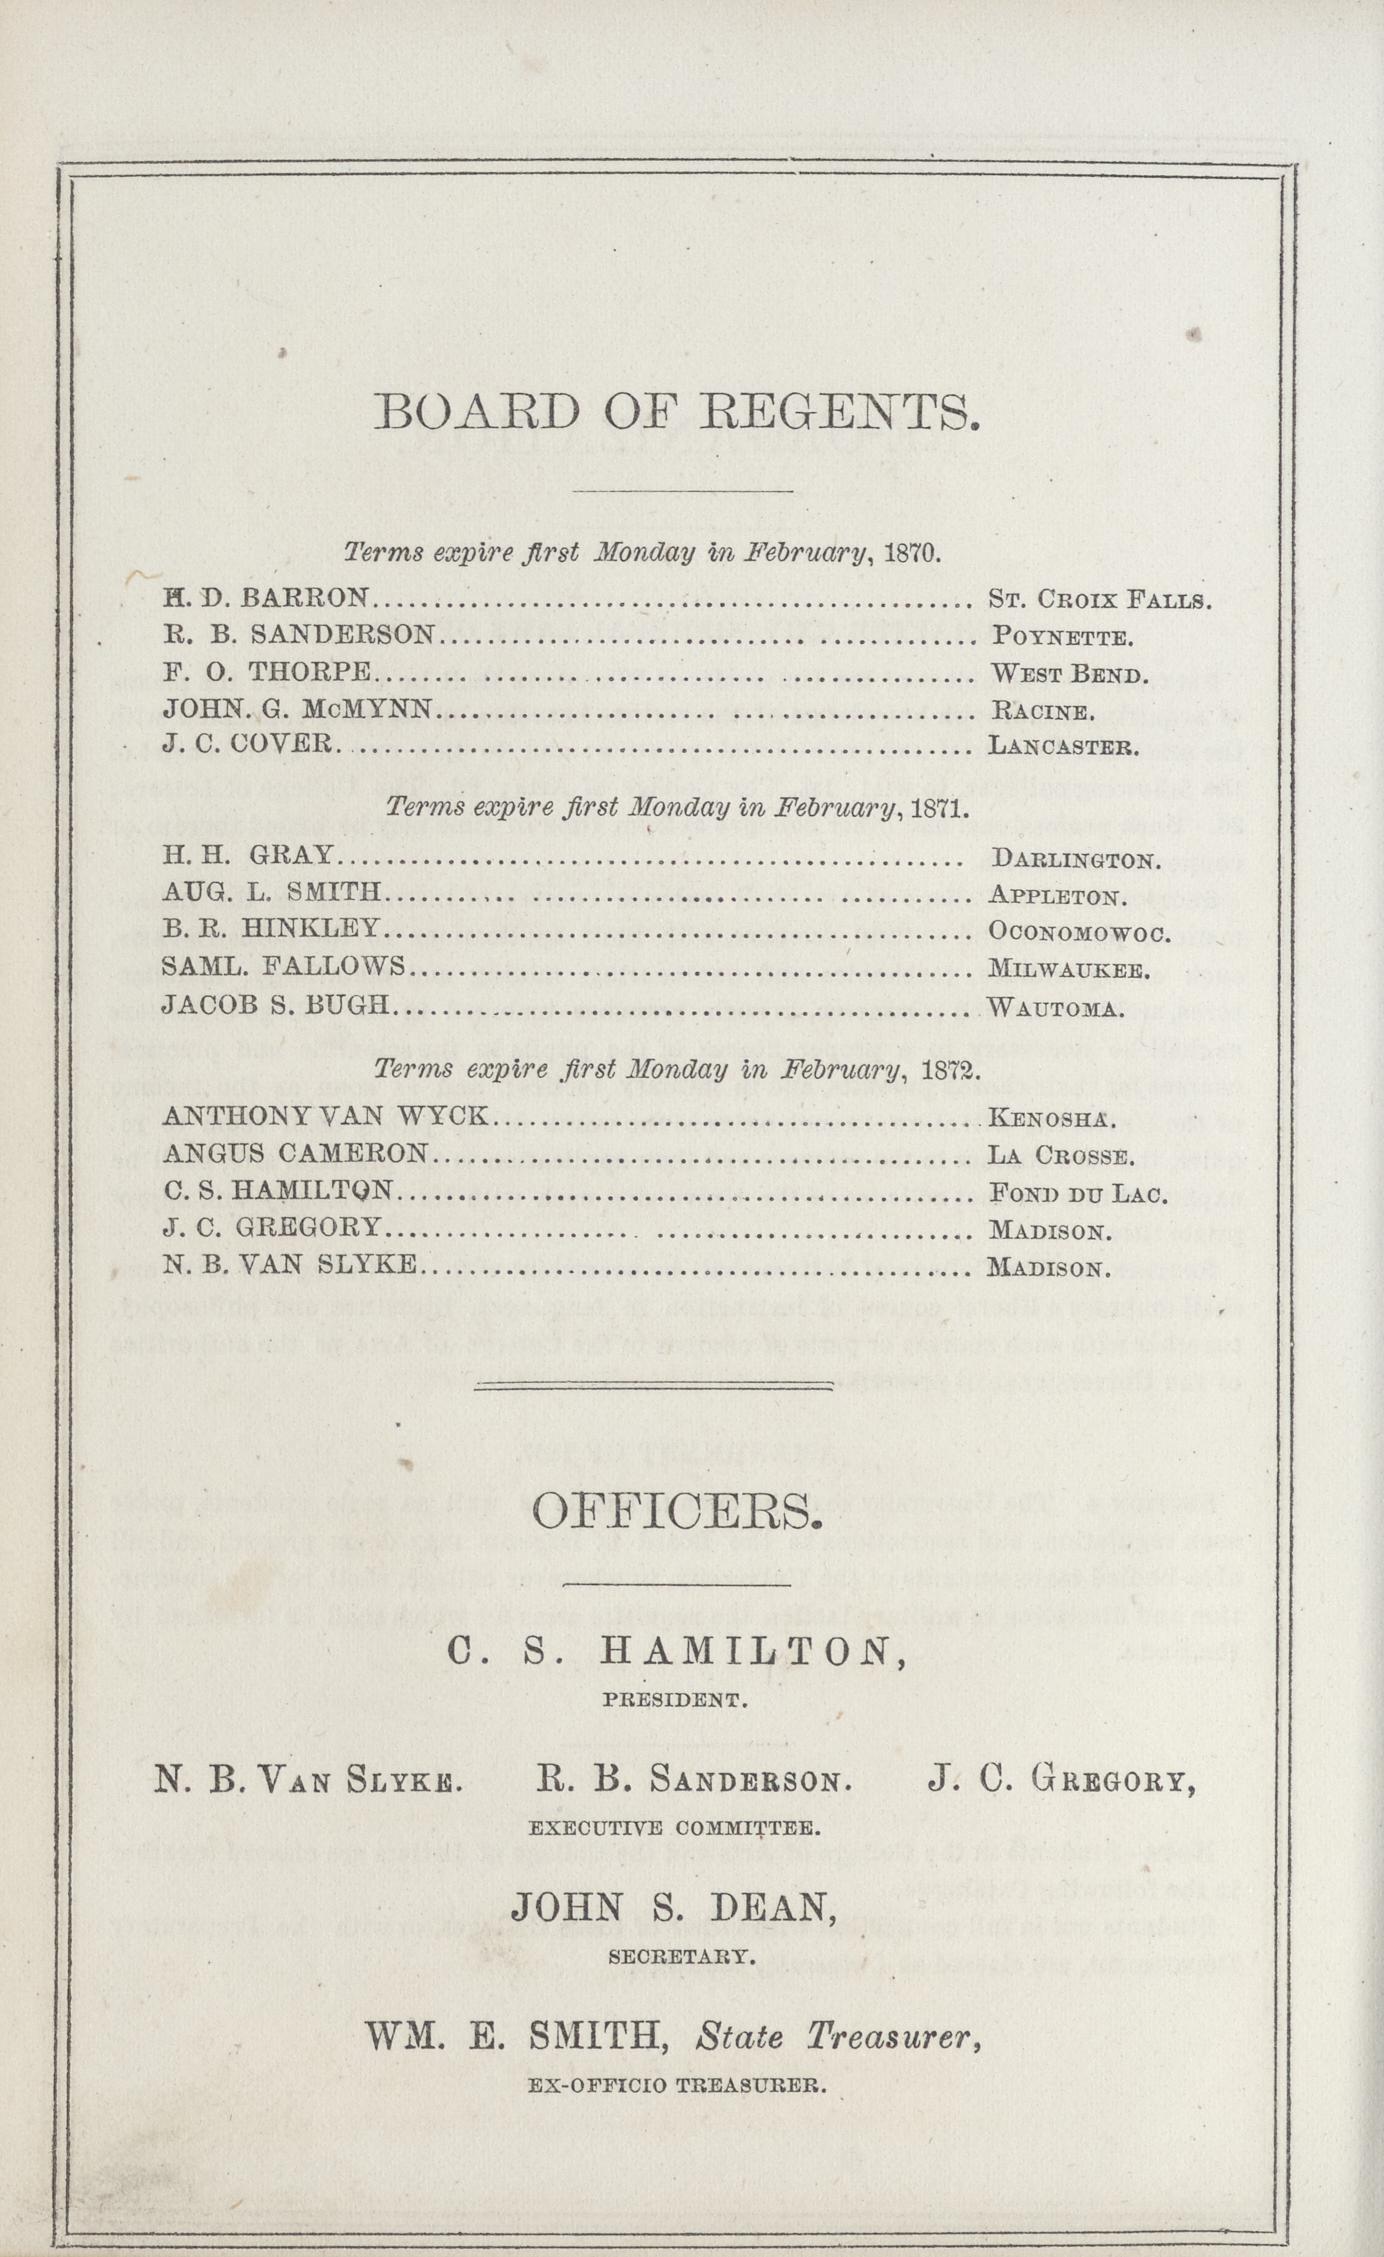 BOARD OF REGENTS.
Terms expire first Monday in February, 1870.
H. D. BARRON........ ST. CROIX FALLS.
R. B. SANDERSON........ POYNETTE.
F. O. THORPE........ WEST BEND.
JOHN. G. McMYNN........ RACINE.
J. C. COVER........ LANCASTER.
Terms expire first Monday in February, 1871.
H. H. GRAY........ DARLINGTON.
AUG. L. SMITH........ APPLETON.
B. R. HINKLEY........ OCONOMOWOC.
SAML. FALLOWS........ MILWAUKEE.
JACOB S. BUGH........ WAUTOMA.
Terms expire first Monday in February, 1872.
ANTHONY VAN WYCK........ KENOSHA.
ANGUS CAMERON........ LA CROSSE.
C. S. HAMILTON........ FOND DU LAC.
J. C. GREGORY........ MADISON.
N. B. VAN SLYKE........ MADISON.
OFFICERS.
C. S. HAMILTON,
PRESIDENT.
N. B. VAN SLYKE. R. B. SANDERSON. J. C. GREGORY,
EXECUTIVE COMMITTEE.
JOHN S. DEAN,
SECRETARY.
WM. E. SMITH, State Treasurer,
EX-OFFICIO TREASURER.